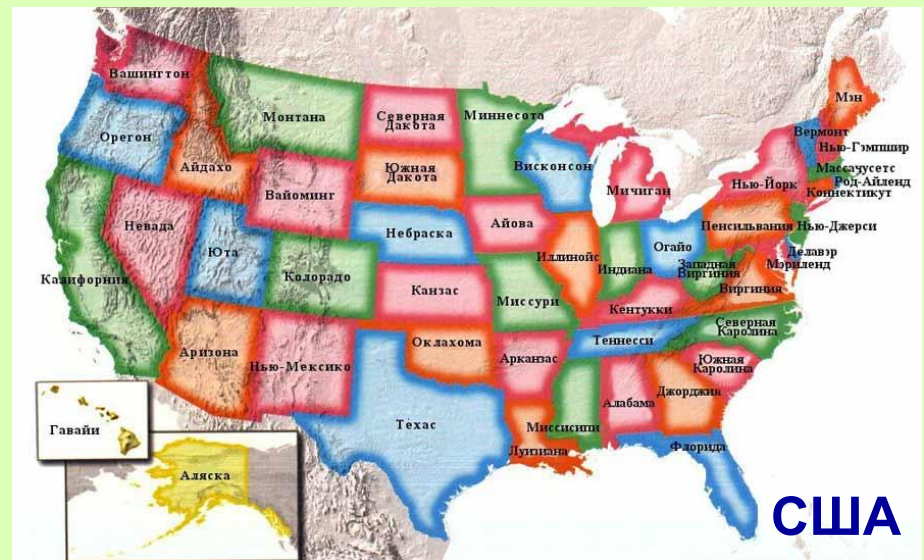 Вашингтон
Орегон
Айдахо
Монтана
Северная
Дакота
Миннесота
Южная
Дакота
Вайоминг
Висконсон
Мичиган
Мэн
Вермонт
Нью-Гэмпшир
Массачусетс
Род-Айленд
Коннектикут
Нью-Йорк
Пенсильвания
Нью-Джерси
Делавэр
Мэриленд
Невада
Юта
Небраска
Айова
Иллинойс
Индиана
Огайо
Западная
Виргиния
Виргиния
Калифорния
Колорадо
Канзас
Миссури
Кентукки
Северная
Каролина
Теннесси
Аризона
Нью-Мексико
Оклахома
Арканзас
Южная
Каролина
Техас
Луизиана
Миссисипи
Алабама
Джорджия
Флорида
Гавайи
Аляска
США